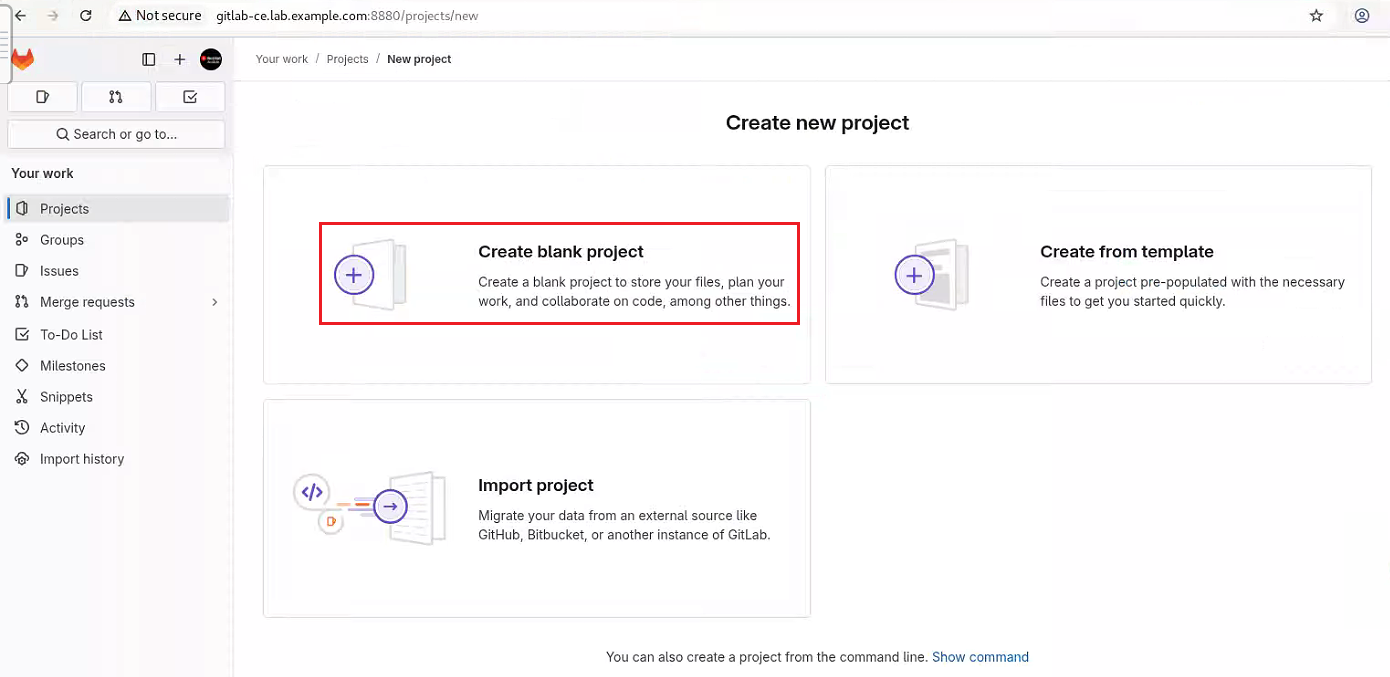 Not secure gitlab-ce.lab.example.com:8880/projects/new
Your work / Projects / New project
Search or go to...
Your work
Projects
Groups
Issues
Merge requests
To-Do List
Milestones
Snippets
Activity
Import history
Create new project
Create blank project
Create a blank project to store your files, plan your
work, and collaborate on code, among other things.
Create from template
Create a project pre-populated with the necessary
files to get you started quickly.
Import project
Migrate your data from an external source like
GitHub, Bitbucket, or another instance of GitLab.
You can also create a project from the command line. Show command